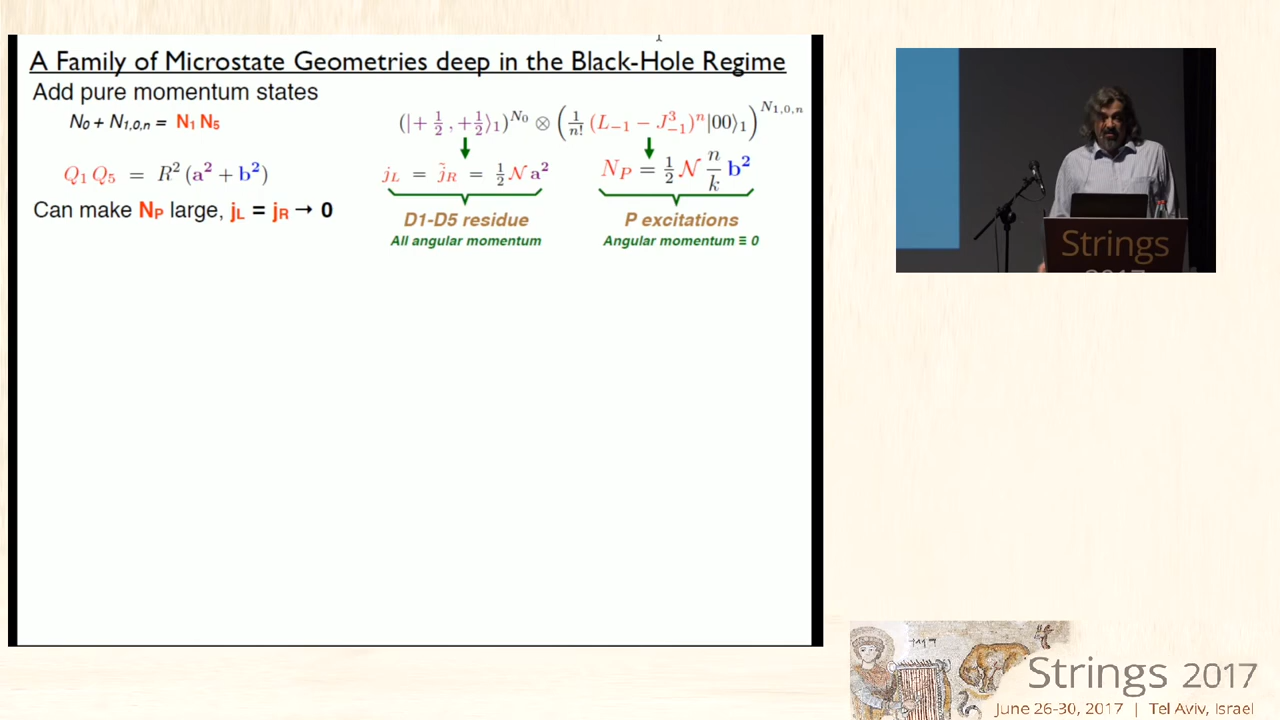 A Family of Microstate Geometries deep in the Black-Hole Regime
Add pure momentum states
N₀ + N₁,₀,ₙ = N₁ N₅
(|+ 1/2 , +1/2⟩₁)^N₀ ⊗ (1/n! (L₋₁ − J³₋₁)ⁿ|00⟩₁)^N₁,₀,ₙ
Q₁ Q₅ = R² (a² + b²)
j_L = j̃_R = 1/2 𝒩 a²
N_P = 1/2 𝒩 n/k b²
Can make N_P large, j_L = j_R → 0
D1-D5 residue
All angular momentum
P excitations
Angular momentum ≡ 0
Strings
2017
Strings 2017
June 26-30, 2017 | Tel Aviv, Israel